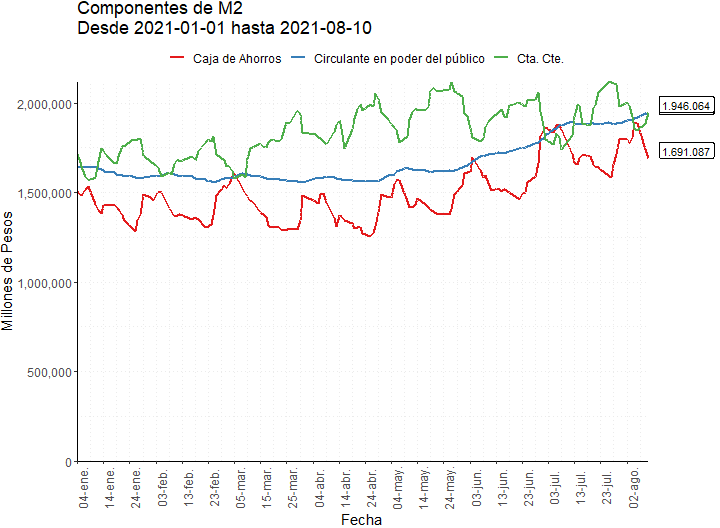 Componentes de M2
Desde 2021-01-01 hasta 2021-08-10
Caja de Ahorros Circulante en poder del público Cta. Cte.
2,000,000
1,500,000
1,000,000
500,000
0
Millones de Pesos
1.946.064
1.691.087
04-ene. 14-ene. 24-ene. 03-feb. 13-feb. 23-feb. 05-mar. 15-mar. 25-mar. 04-abr. 14-abr. 24-abr. 04-may. 14-may. 24-may. 03-jun. 13-jun. 23-jun. 03-jul. 13-jul. 23-jul. 02-ago.
Fecha